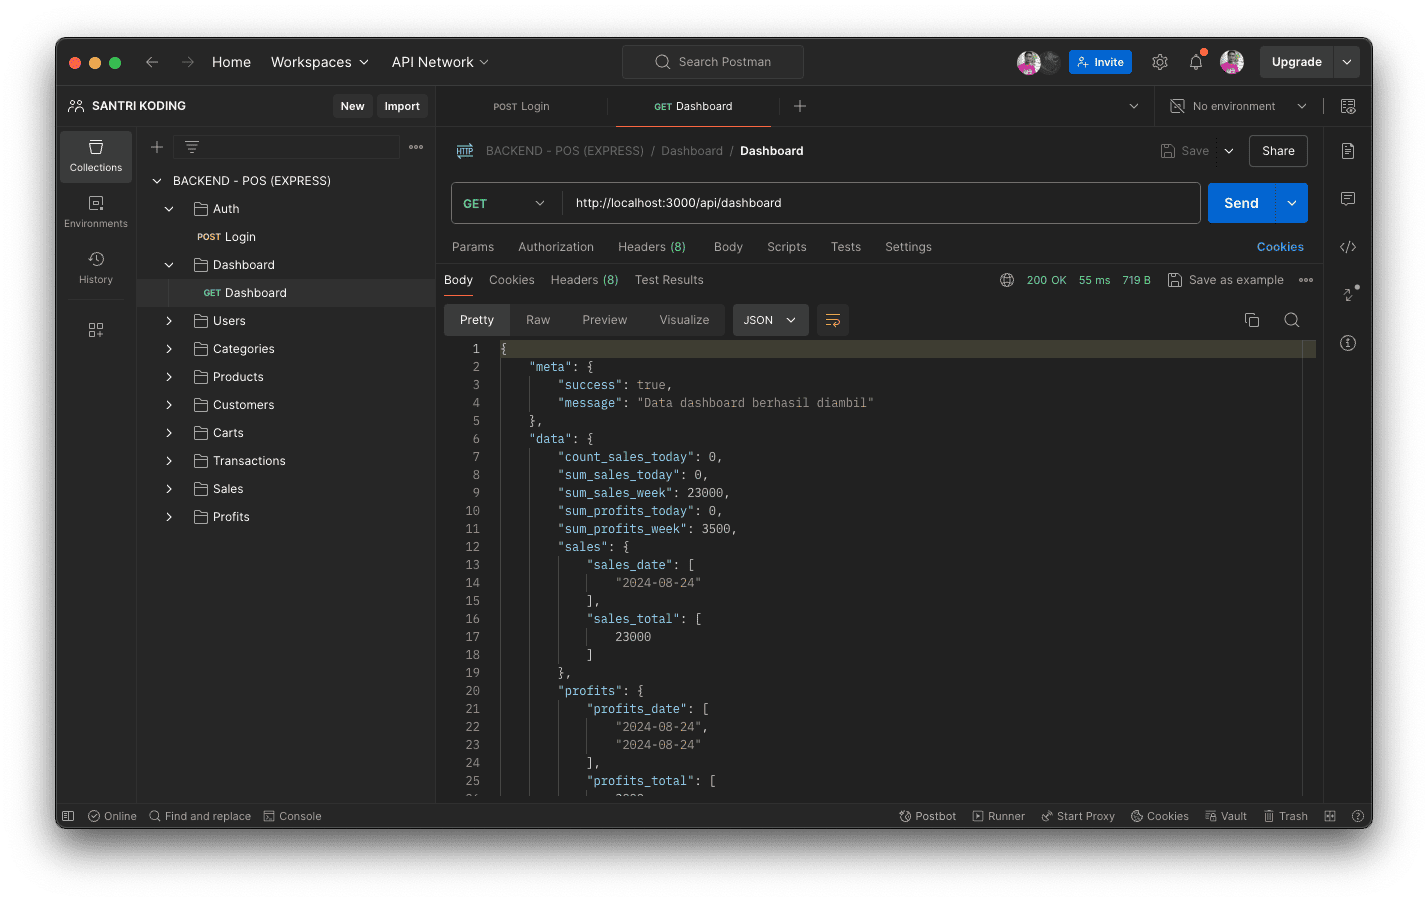 Home Workspaces API Network Search Postman Invite Upgrade
SANTRI KODING New Import
POST Login GET Dashboard No environment
Collections
Environments
History
BACKEND - POS (EXPRESS)
Auth
POST Login
Dashboard
GET Dashboard
Users
Categories
Products
Customers
Carts
Transactions
Sales
Profits
HTTP BACKEND - POS (EXPRESS) / Dashboard / Dashboard Save Share
GET http://localhost:3000/api/dashboard Send
Params Authorization Headers (8) Body Scripts Tests Settings Cookies
Body Cookies Headers (8) Test Results 200 OK 55 ms 719 B Save as example
Pretty Raw Preview Visualize JSON
1 {
2 "meta": {
3 "success": true,
4 "message": "Data dashboard berhasil diambil"
5 },
6 "data": {
7 "count_sales_today": 0,
8 "sum_sales_today": 0,
9 "sum_sales_week": 23000,
10 "sum_profits_today": 0,
11 "sum_profits_week": 3500,
12 "sales": {
13 "sales_date": [
14 "2024-08-24"
15 ],
16 "sales_total": [
17 23000
18 ]
19 },
20 "profits": {
21 "profits_date": [
22 "2024-08-24",
23 "2024-08-24"
24 ],
25 "profits_total": [
Online Find and replace Console Postbot Runner Start Proxy Cookies Vault Trash